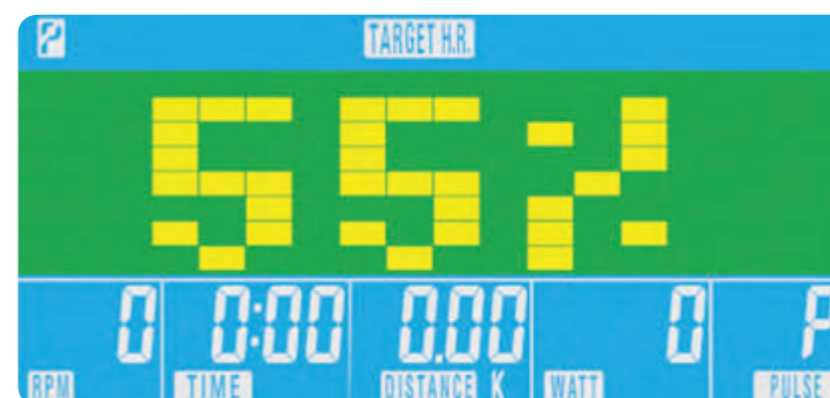 P TARGET H.R.
55%
0 0:00 0.00 0 P
RPM TIME DISTANCE K WATT PULSE